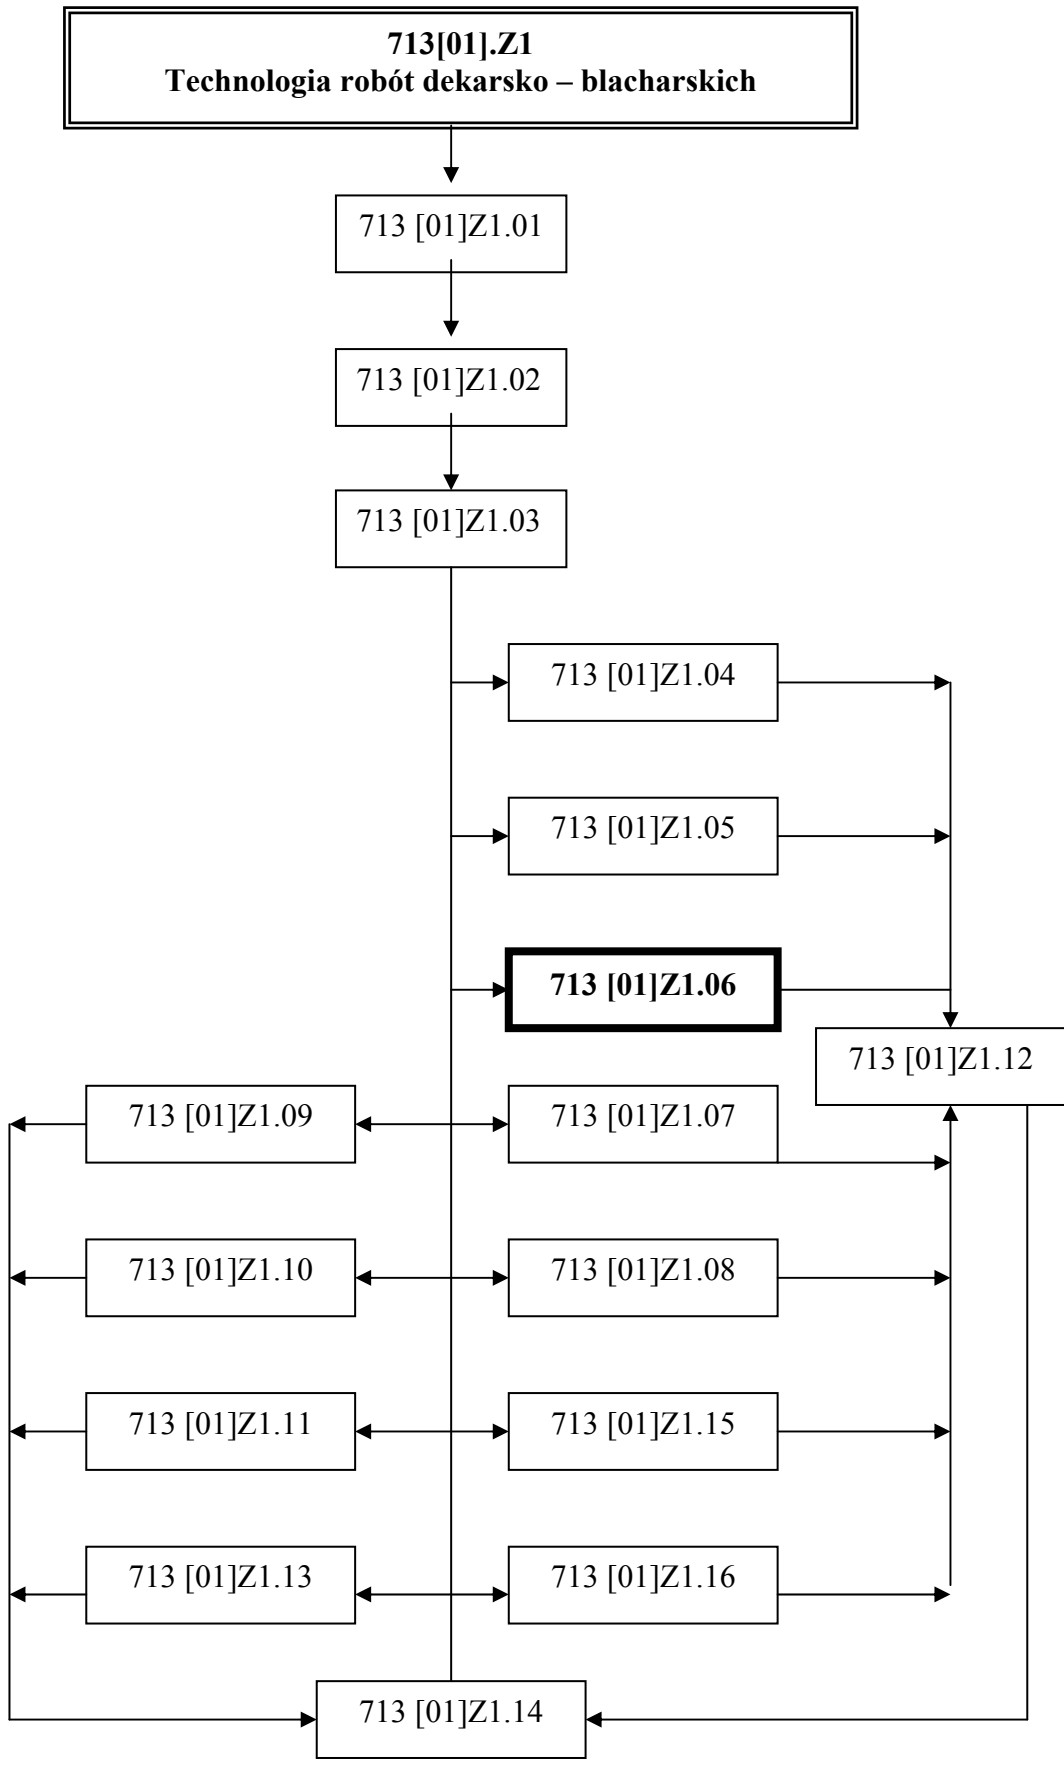 713[01].Z1
Technologia robót dekarsko – blacharskich
713 [01]Z1.01
713 [01]Z1.02
713 [01]Z1.03
713 [01]Z1.04
713 [01]Z1.05
713 [01]Z1.06
713 [01]Z1.12
713 [01]Z1.09
713 [01]Z1.07
713 [01]Z1.10
713 [01]Z1.08
713 [01]Z1.11
713 [01]Z1.15
713 [01]Z1.13
713 [01]Z1.16
713 [01]Z1.14